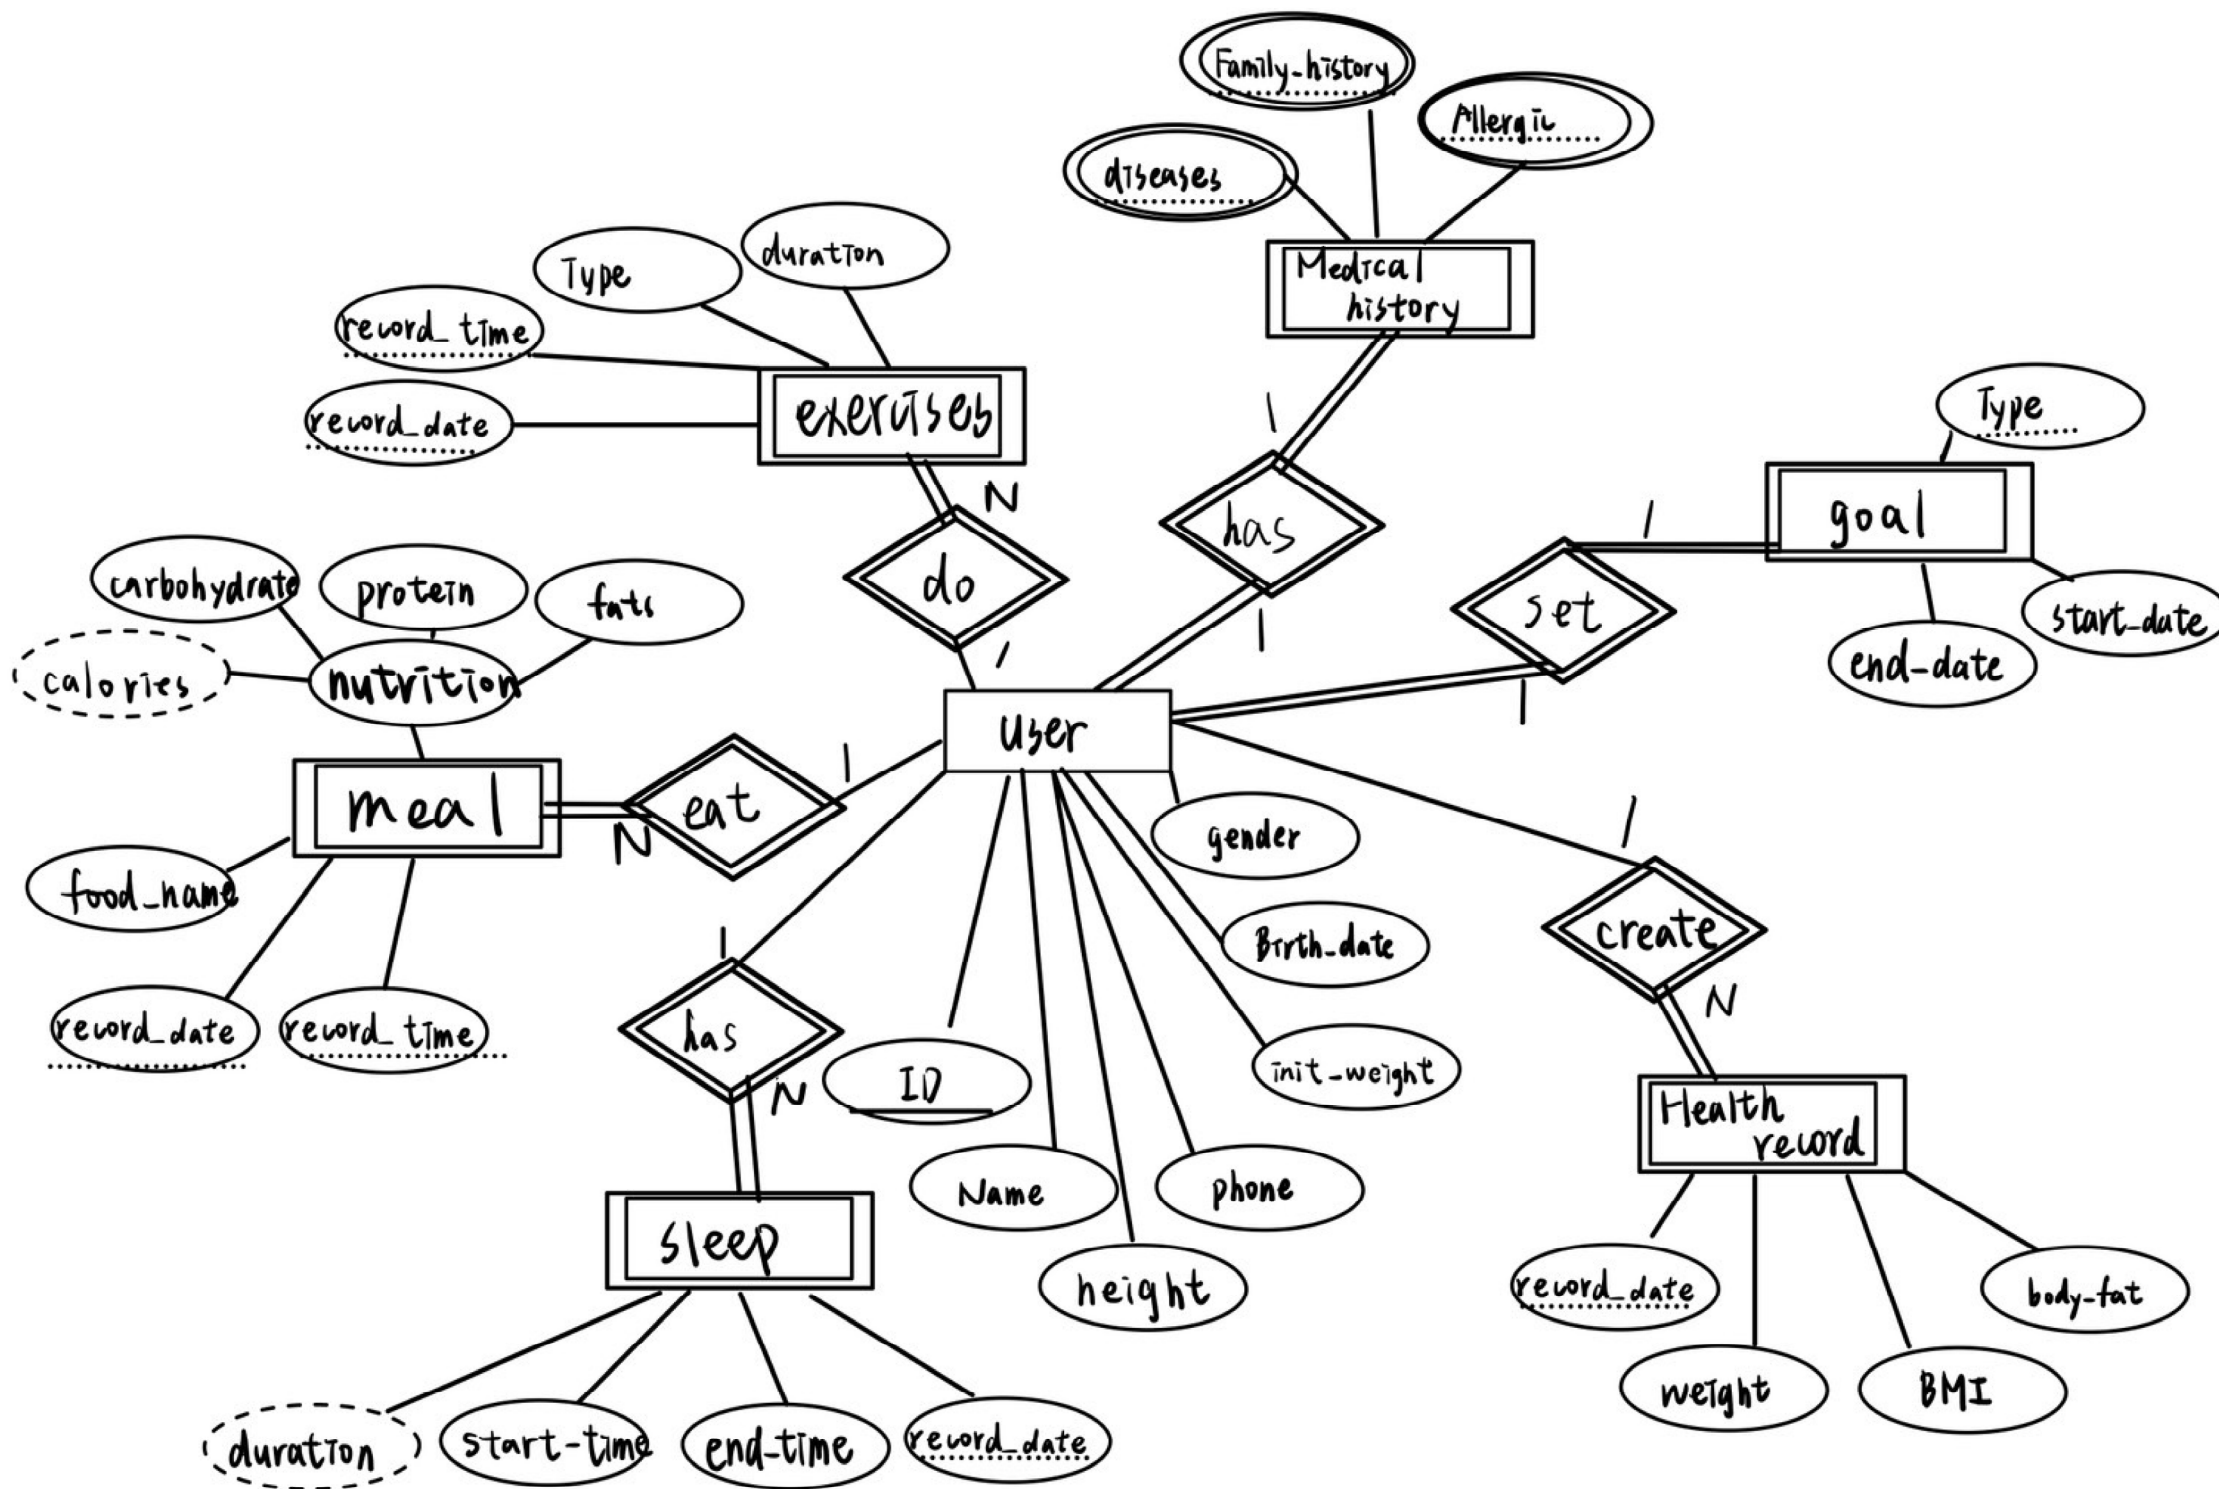 Family_history
Allergic
diseases
Medical
history
duration
Type
record_time
exercises
record_date
N
do
1
1
has
1
Type
goal
1
set
1
start_date
end-date
carbohydrate
protein
fats
calories
nutrition
meal
N
eat
1
food_name
record_date
record_time
user
gender
Birth_date
init_weight
phone
height
Name
ID
1
has
N
sleep
duration
start-time
end-time
record_date
1
create
N
Health
record
record_date
weight
BMI
body-fat